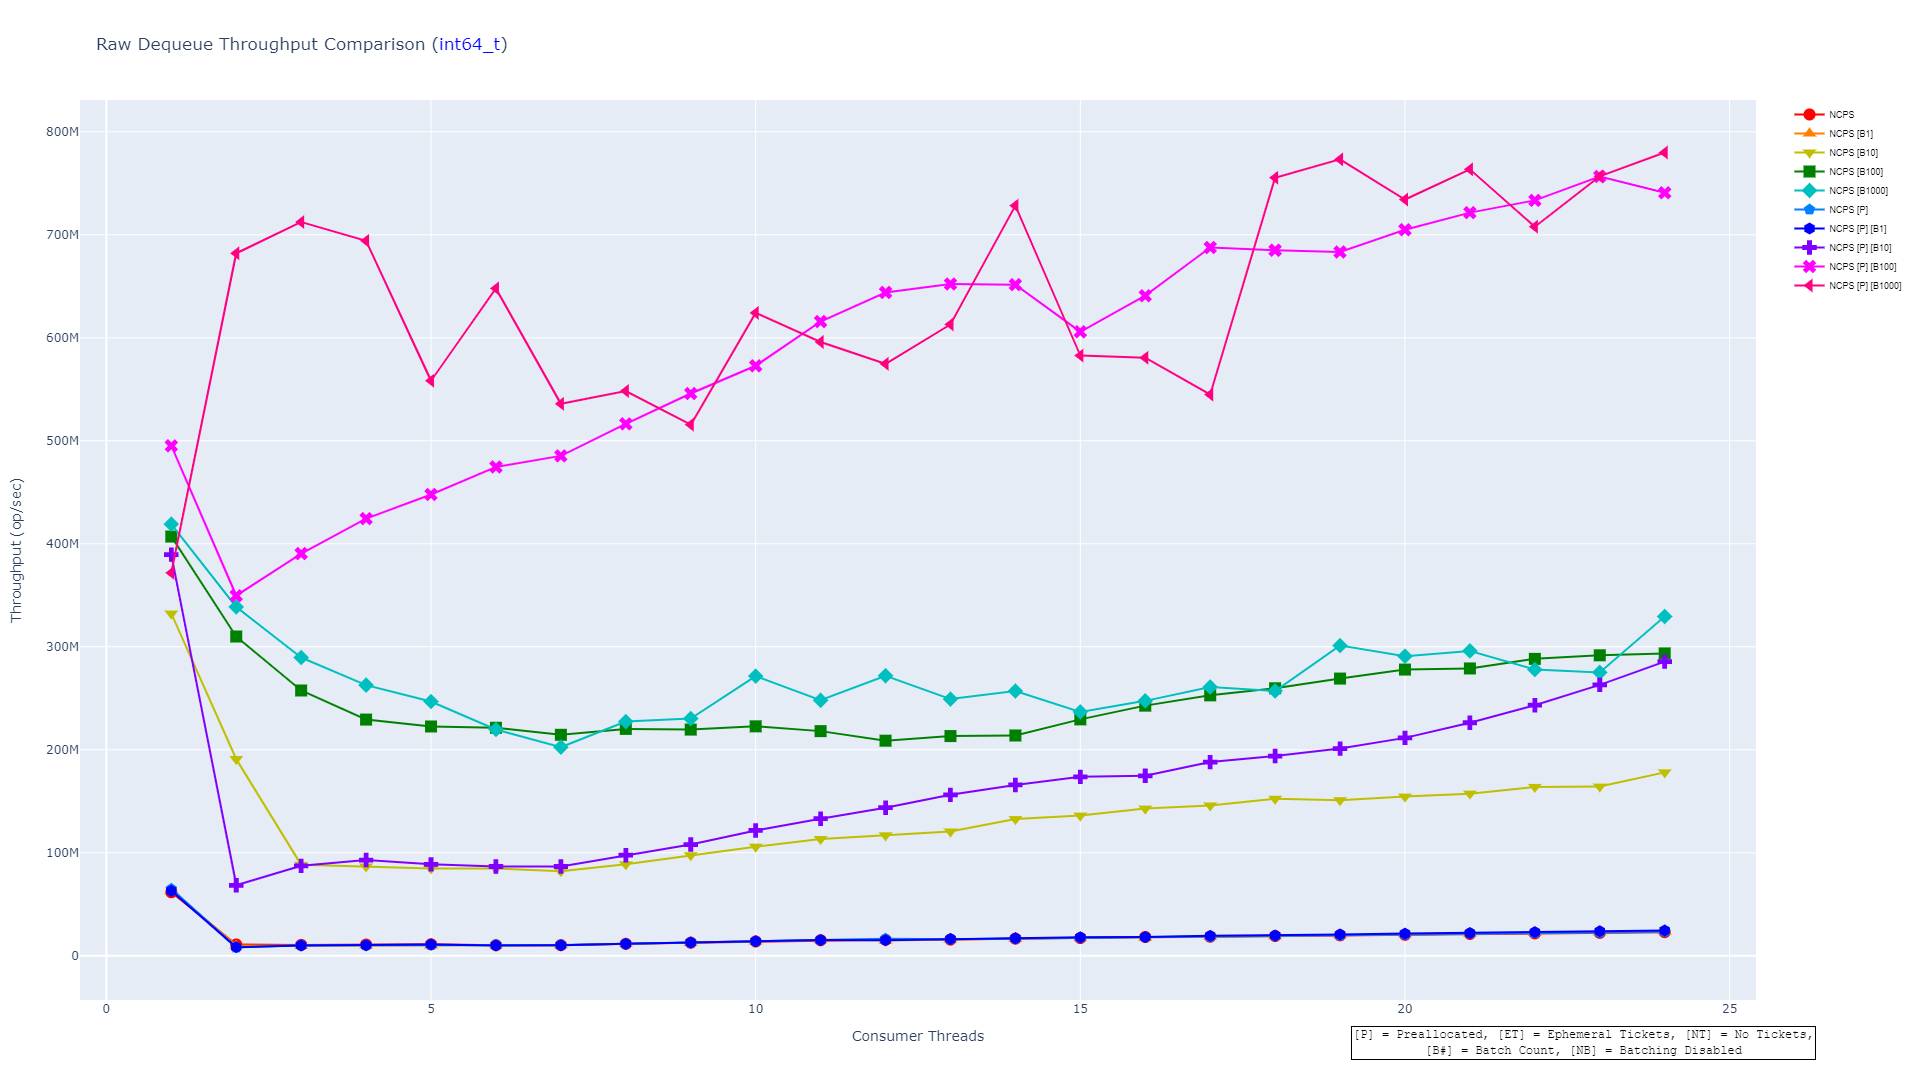 Raw Dequeue Throughput Comparison (int64_t)
800M
700M
600M
500M
400M
300M
200M
100M
0
Throughput (op/sec)
0
5
10
15
20
25
Consumer Threads
NCPS
NCPS [B1]
NCPS [B10]
NCPS [B100]
NCPS [B1000]
NCPS [P]
NCPS [P] [B1]
NCPS [P] [B10]
NCPS [P] [B100]
NCPS [P] [B1000]
[P] = Preallocated, [ET] = Ephemeral Tickets, [NT] = No Tickets,
[B#] = Batch Count, [NB] = Batching Disabled